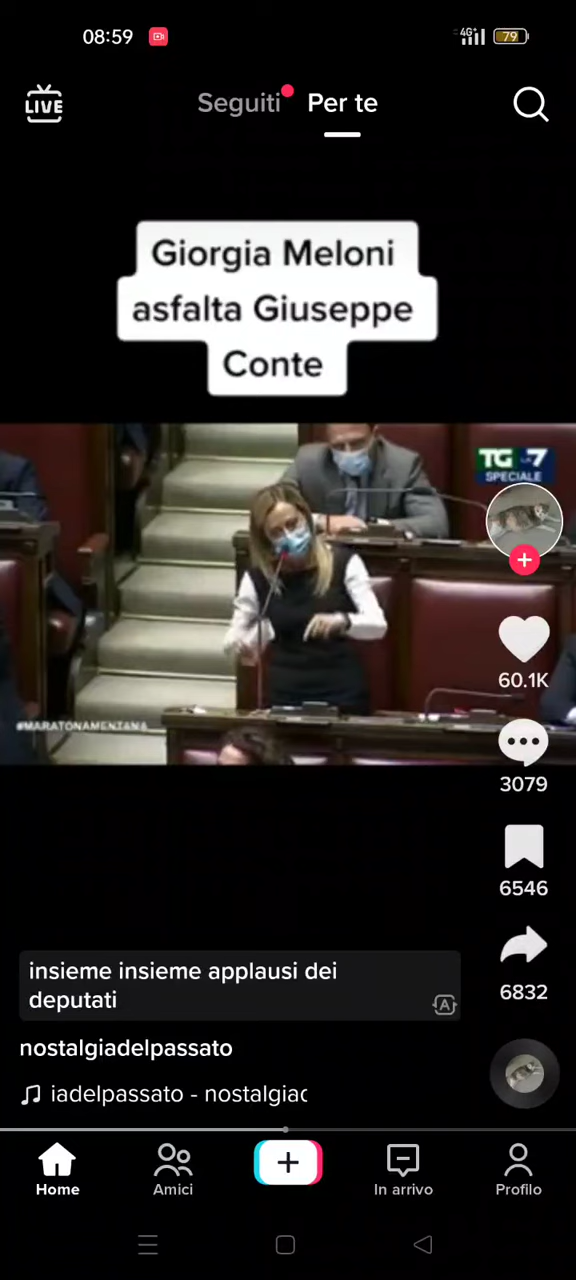 08:59
4G+
79
LIVE
Seguiti
Per te
Giorgia Meloni
asfalta Giuseppe
Conte
TG LA7
SPECIALE
60.1K
#MARATONAMENTANA
3079
6546
insieme insieme applausi dei
deputati
A
6832
nostalgiadelpassato
iadelpassato - nostalgiac
Home
Amici
In arrivo
Profilo